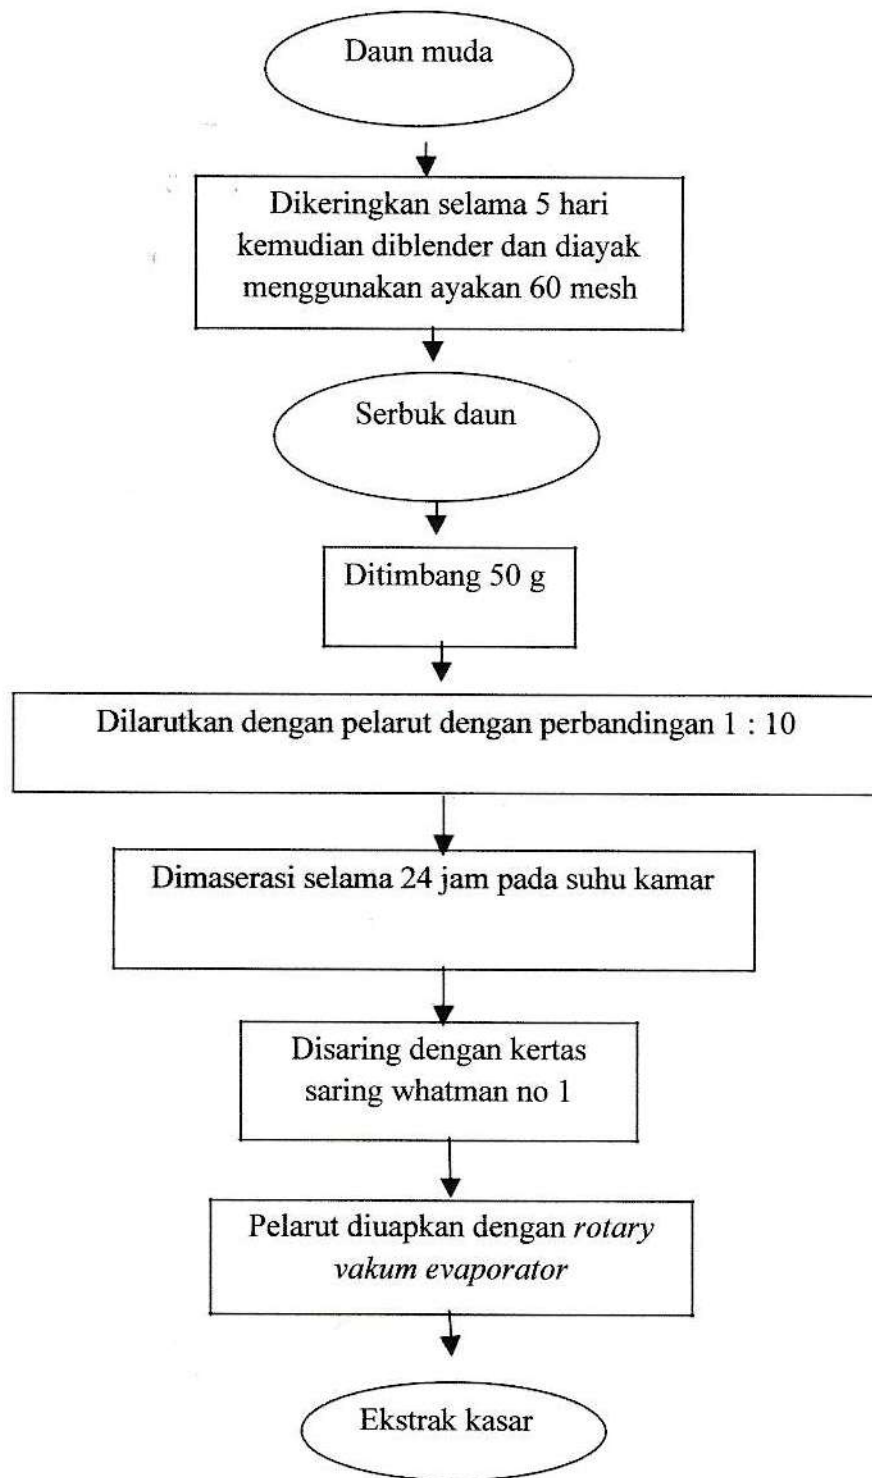 Daun muda
Dikeringkan selama 5 hari
kemudian diblender dan diayak
menggunakan ayakan 60 mesh
Serbuk daun
Ditimbang 50 g
Dilarutkan dengan pelarut dengan perbandingan 1 : 10
Dimaserasi selama 24 jam pada suhu kamar
Disaring dengan kertas
saring whatman no 1
Pelarut diuapkan dengan rotary
vakum evaporator
Ekstrak kasar